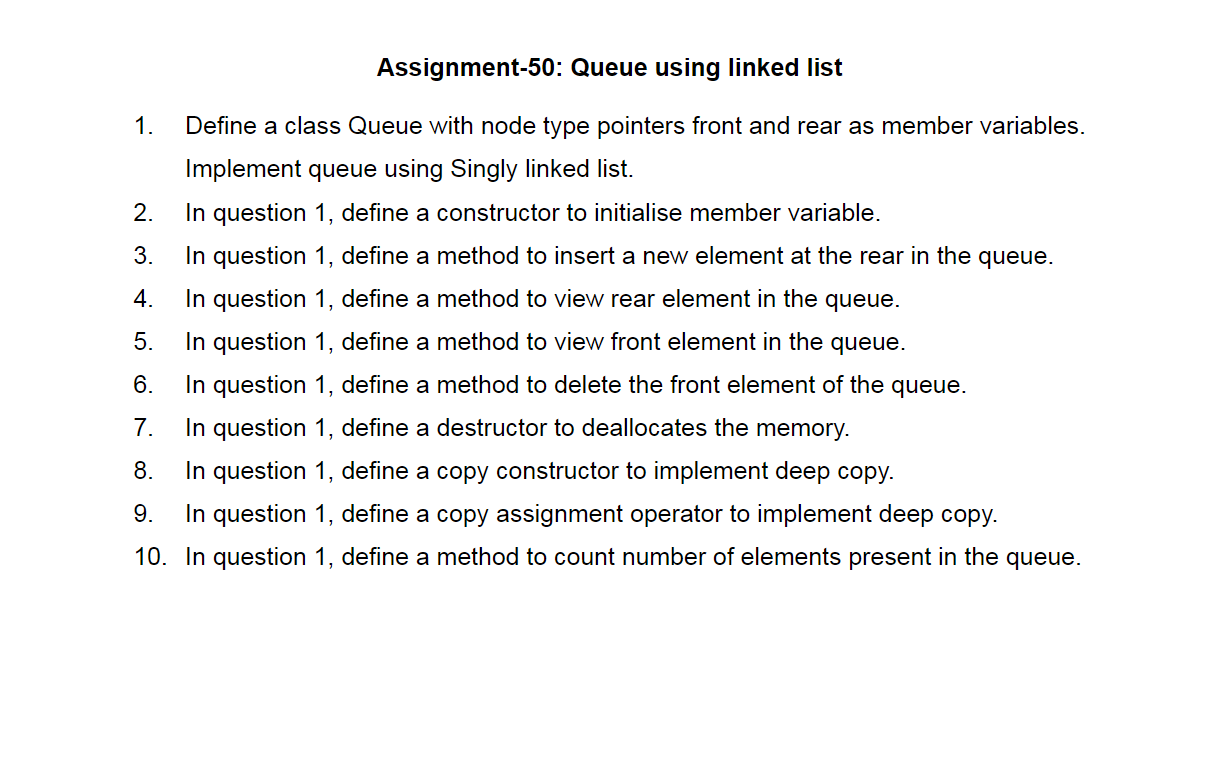 Assignment-50: Queue using linked list
1. Define a class Queue with node type pointers front and rear as member variables.
Implement queue using Singly linked list.
2. In question 1, define a constructor to initialise member variable.
3. In question 1, define a method to insert a new element at the rear in the queue.
4. In question 1, define a method to view rear element in the queue.
5. In question 1, define a method to view front element in the queue.
6. In question 1, define a method to delete the front element of the queue.
7. In question 1, define a destructor to deallocates the memory.
8. In question 1, define a copy constructor to implement deep copy.
9. In question 1, define a copy assignment operator to implement deep copy.
10. In question 1, define a method to count number of elements present in the queue.